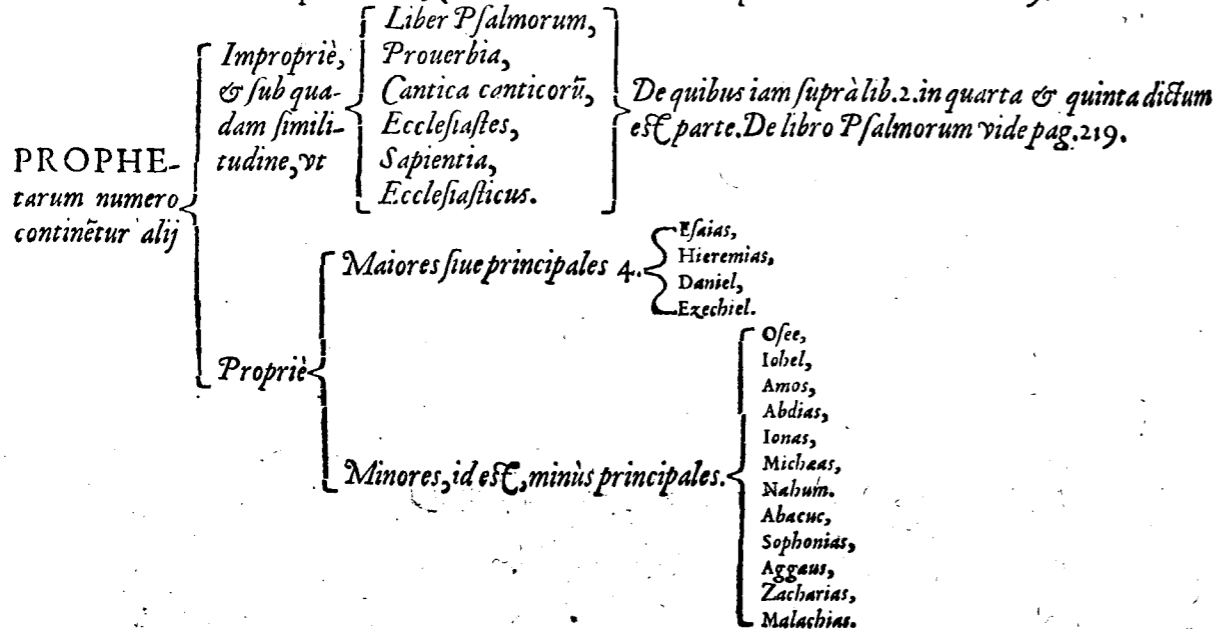 PROPHE-
tarum numero
continẽtur alij
Impropriè,
& ſub qua-
dam ſimili-
tudine, vt
Liber Pſalmorum,
Prouerbia,
Cantica canticorũ,
Eccleſiaſtes,
Sapientia,
Eccleſiaſticus.
De quibus iam ſuprà lib.2. in quarta & quinta dictum
eſt parte. De libro Pſalmorum vide pag.219.
Propriè
Maiores ſiue principales 4.
Eſaias,
Hieremias,
Daniel,
Ezechiel.
Minores, id eſt, minùs principales.
Oſee,
Iohel,
Amos,
Abdias,
Ionas,
Michæas,
Nahum.
Abacuc,
Sophonias,
Aggæus,
Zacharias,
Malachias.